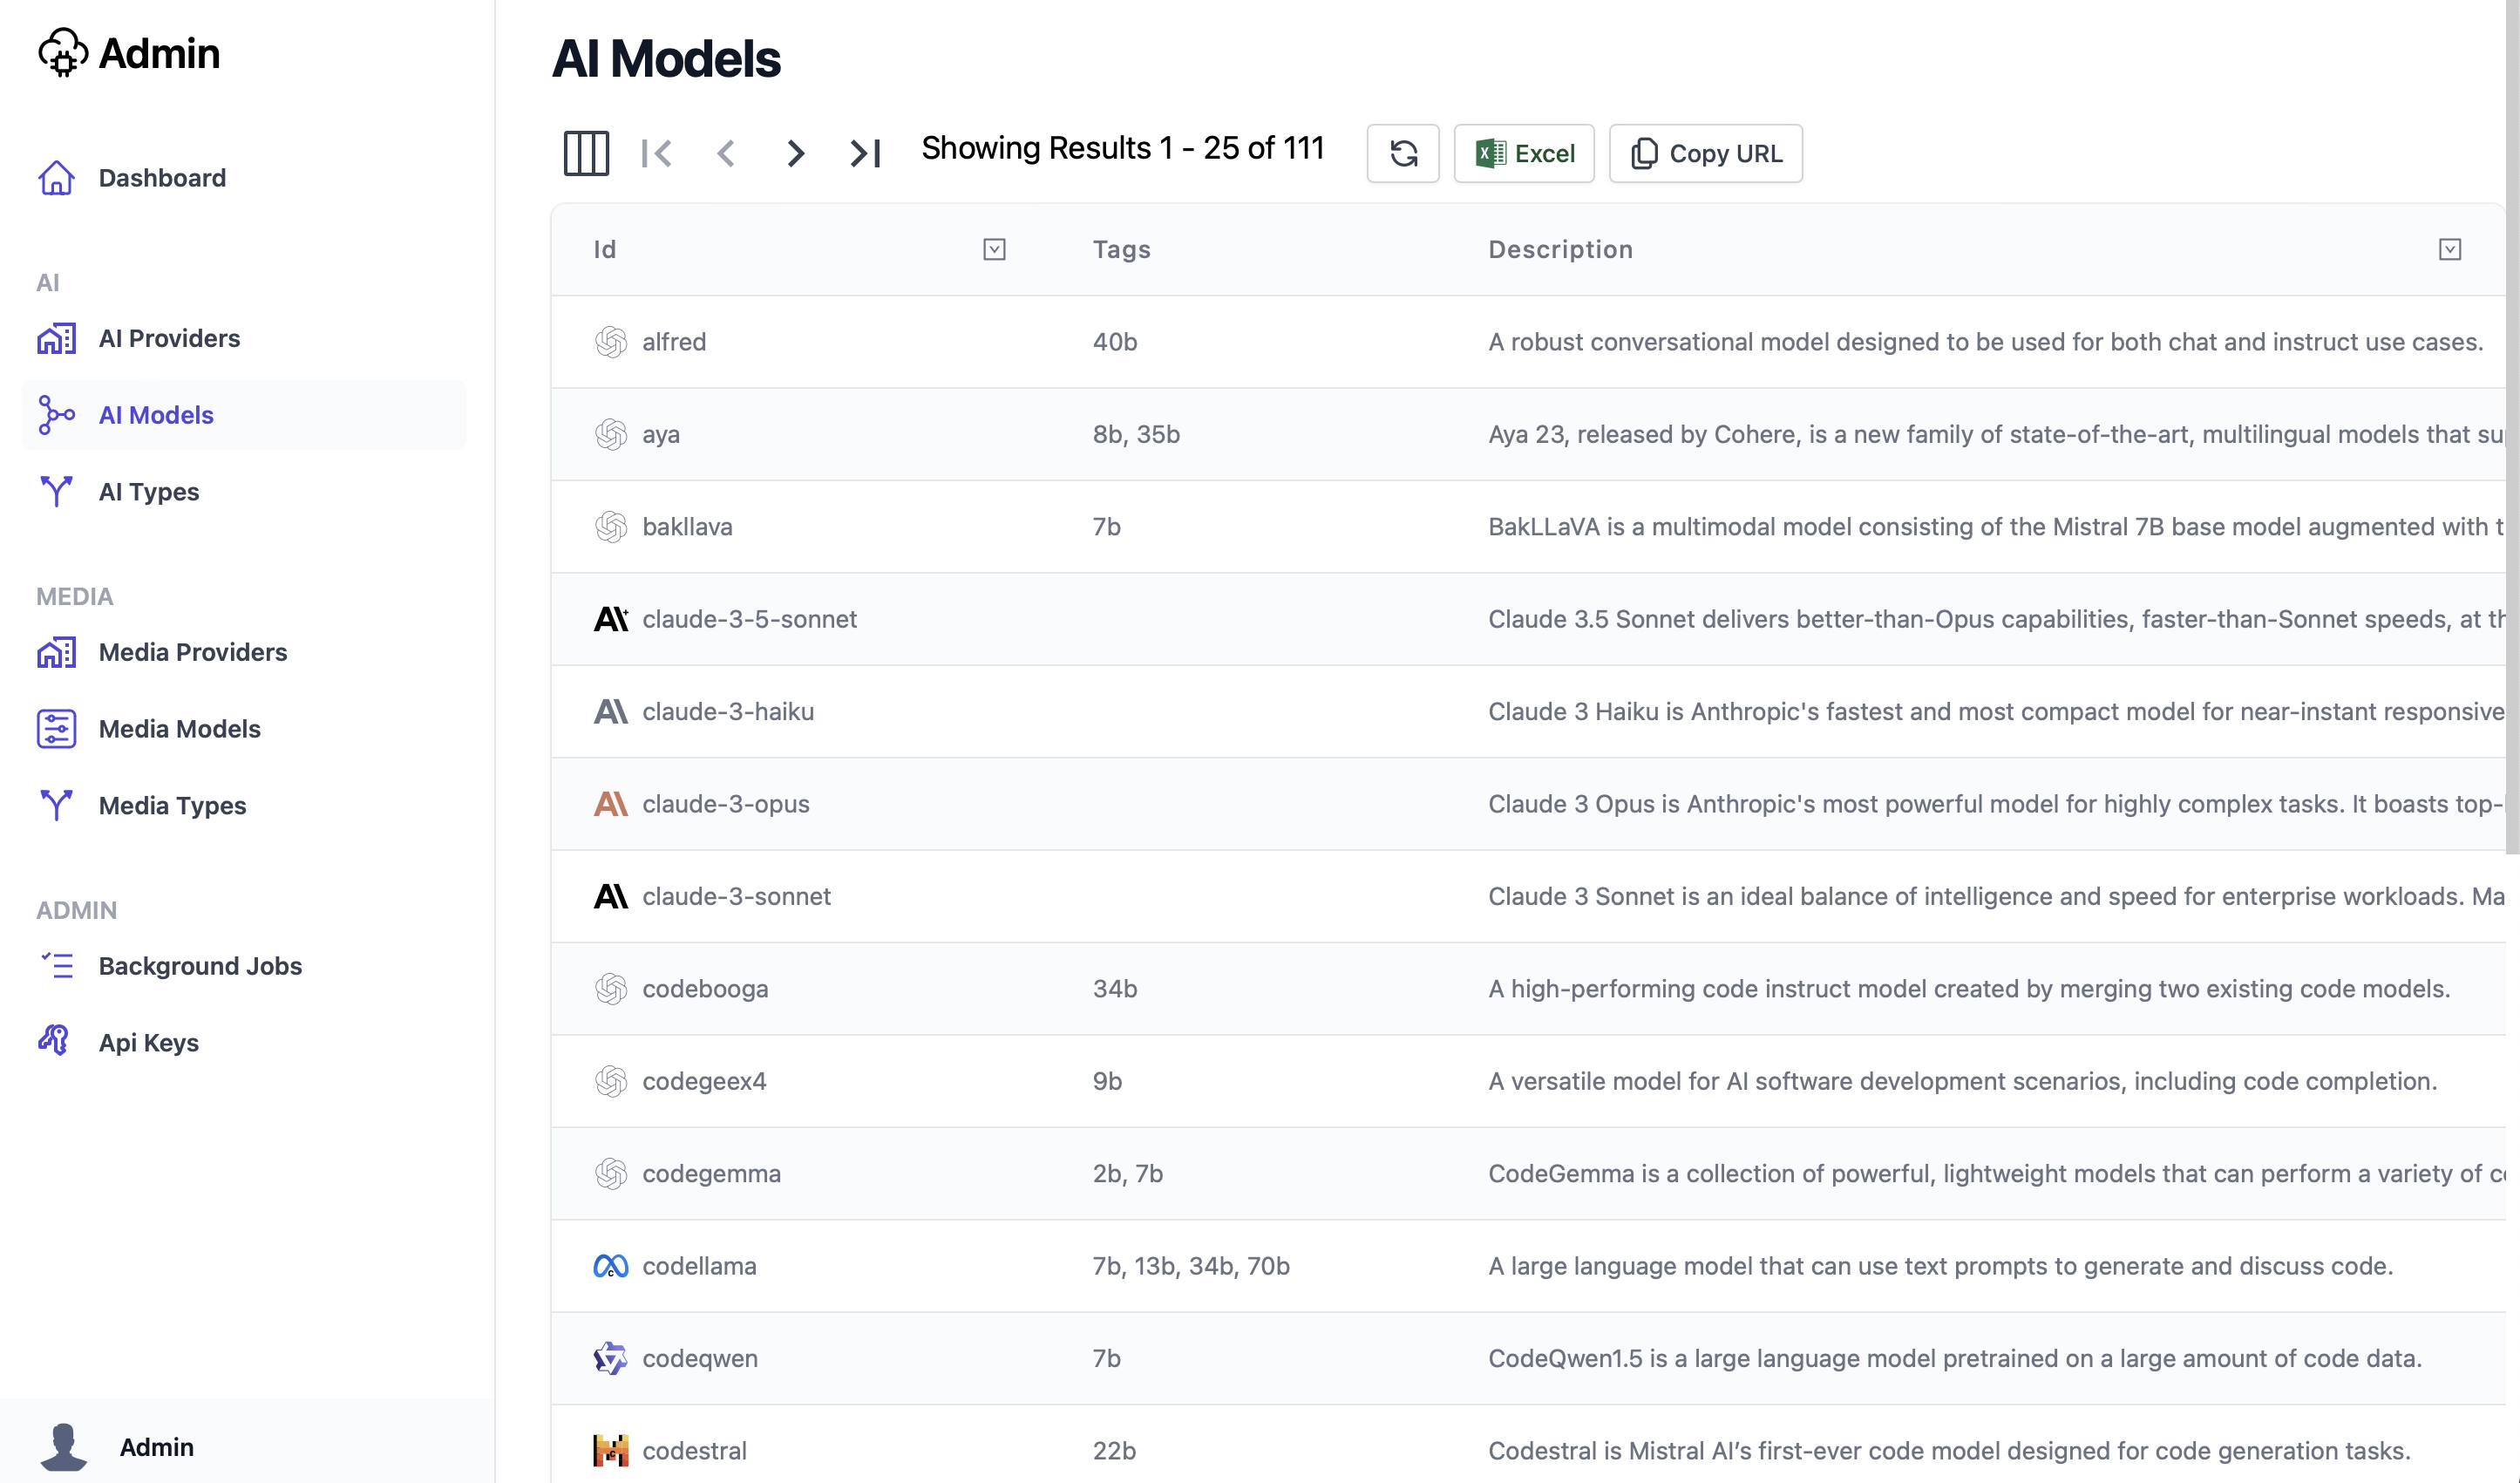 Admin
Dashboard
AI
AI Providers
AI Models
AI Types
MEDIA
Media Providers
Media Models
Media Types
ADMIN
Background Jobs
Api Keys
Admin
AI Models
Showing Results 1 - 25 of 111
Excel
Copy URL
Id Tags Description
alfred 40b A robust conversational model designed to be used for both chat and instruct use cases.
aya 8b, 35b Aya 23, released by Cohere, is a new family of state-of-the-art, multilingual models that
bakllava 7b BakLLaVA is a multimodal model consisting of the Mistral 7B base model augmented with
claude-3-5-sonnet Claude 3.5 Sonnet delivers better-than-Opus capabilities, faster-than-Sonnet speeds, at
claude-3-haiku Claude 3 Haiku is Anthropic's fastest and most compact model for near-instant responsive
claude-3-opus Claude 3 Opus is Anthropic's most powerful model for highly complex tasks. It boasts top-
claude-3-sonnet Claude 3 Sonnet is an ideal balance of intelligence and speed for enterprise workloads. Ma
codebooga 34b A high-performing code instruct model created by merging two existing code models.
codegeex4 9b A versatile model for AI software development scenarios, including code completion.
codegemma 2b, 7b CodeGemma is a collection of powerful, lightweight models that can perform a variety of
codellama 7b, 13b, 34b, 70b A large language model that can use text prompts to generate and discuss code.
codeqwen 7b CodeQwen1.5 is a large language model pretrained on a large amount of code data.
codestral 22b Codestral is Mistral AI’s first-ever code model designed for code generation tasks.